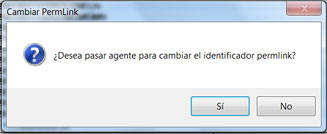 Cambiar PermLink
¿Desea pasar agente para cambiar el identificador permlink?
Sí
No